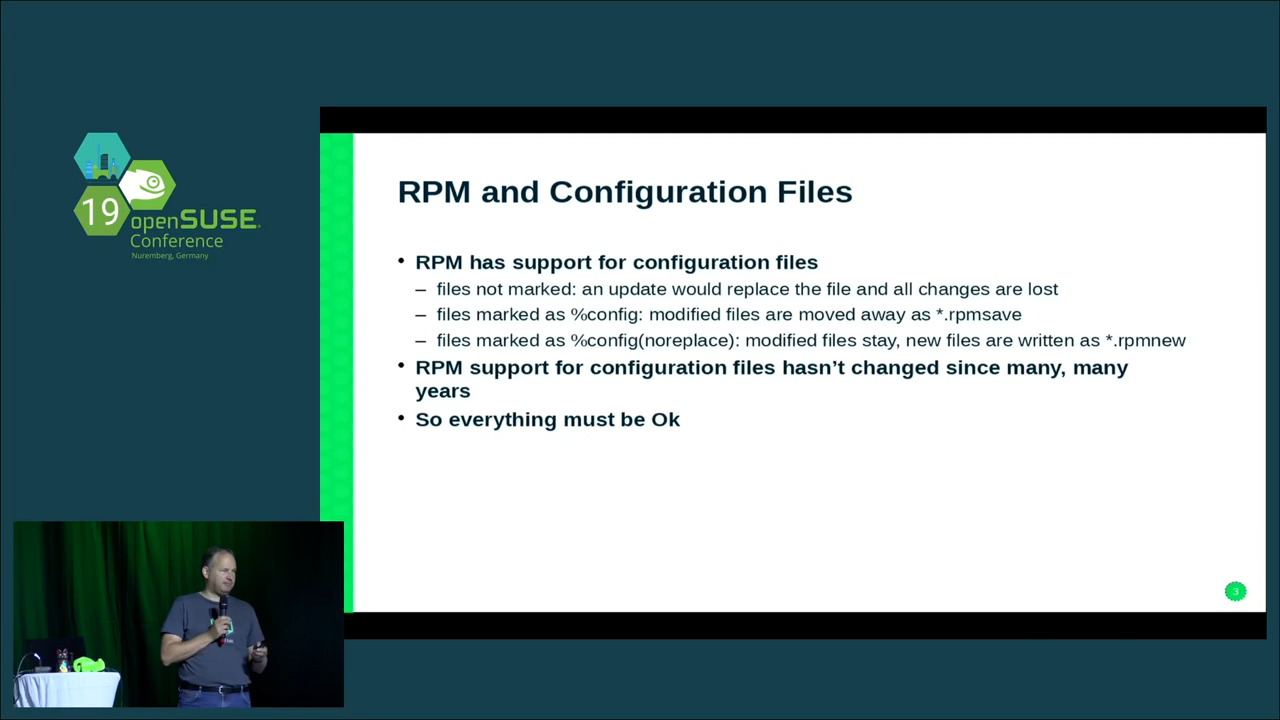 19
openSUSE
Conference
Nuremberg, Germany
RPM and Configuration Files
• RPM has support for configuration files
– files not marked: an update would replace the file and all changes are lost
– files marked as %config: modified files are moved away as *.rpmsave
– files marked as %config(noreplace): modified files stay, new files are written as *.rpmnew
• RPM support for configuration files hasn’t changed since many, many
years
• So everything must be Ok
3